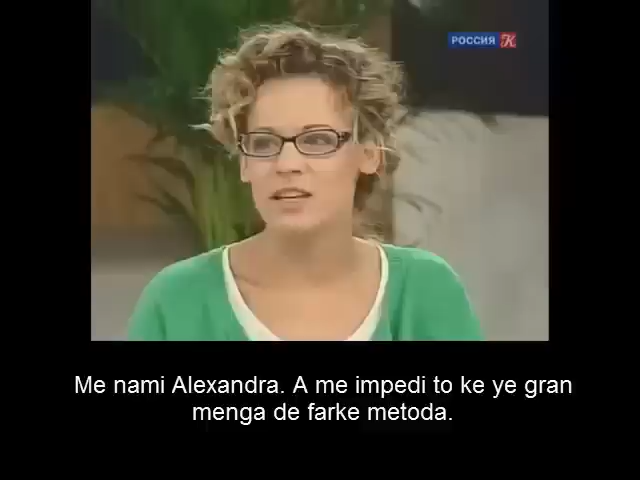 РОССИЯ К
Me nami Alexandra. A me impedi to ke ye gran
menga de farke metoda.